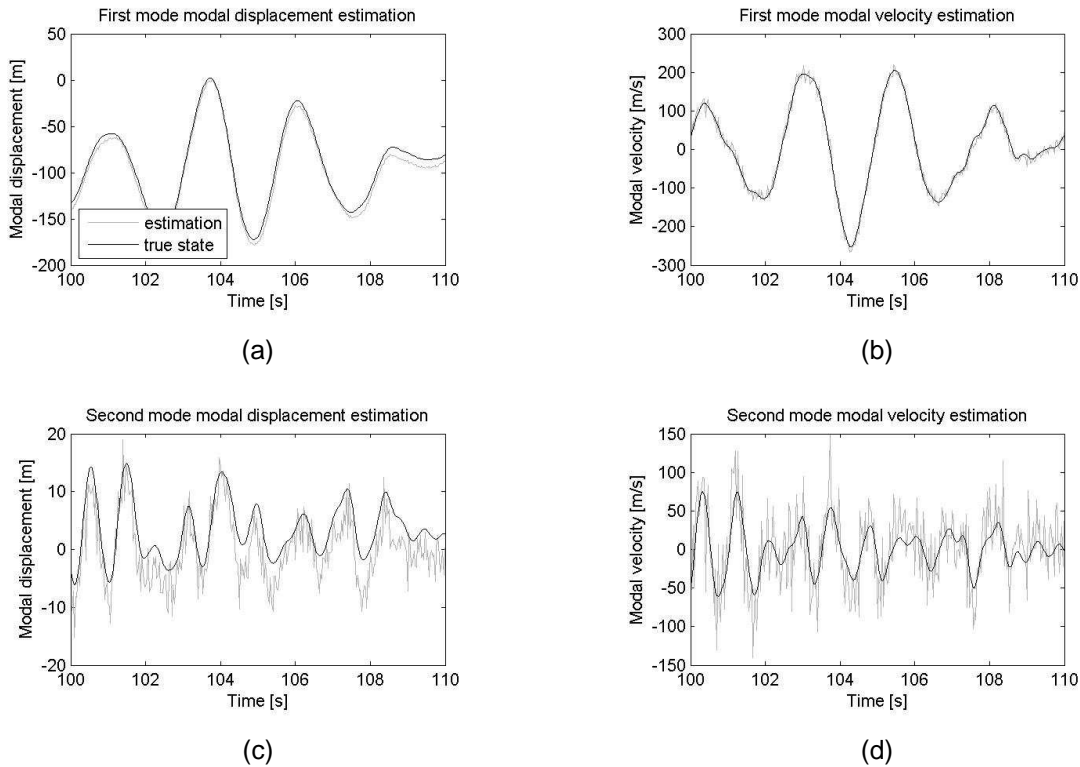 First mode modal displacement estimation
50
0
-50
-100
-150
-200
Modal displacement [m]
estimation
true state
100 102 104 106 108 110
Time [s]
(a)
First mode modal velocity estimation
300
200
100
0
-100
-200
-300
Modal velocity [m/s]
100 102 104 106 108 110
Time [s]
(b)
Second mode modal displacement estimation
20
10
0
-10
-20
Modal displacement [m]
100 102 104 106 108 110
Time [s]
(c)
Second mode modal velocity estimation
150
100
50
0
-50
-100
-150
Modal velocity [m/s]
100 102 104 106 108 110
Time [s]
(d)